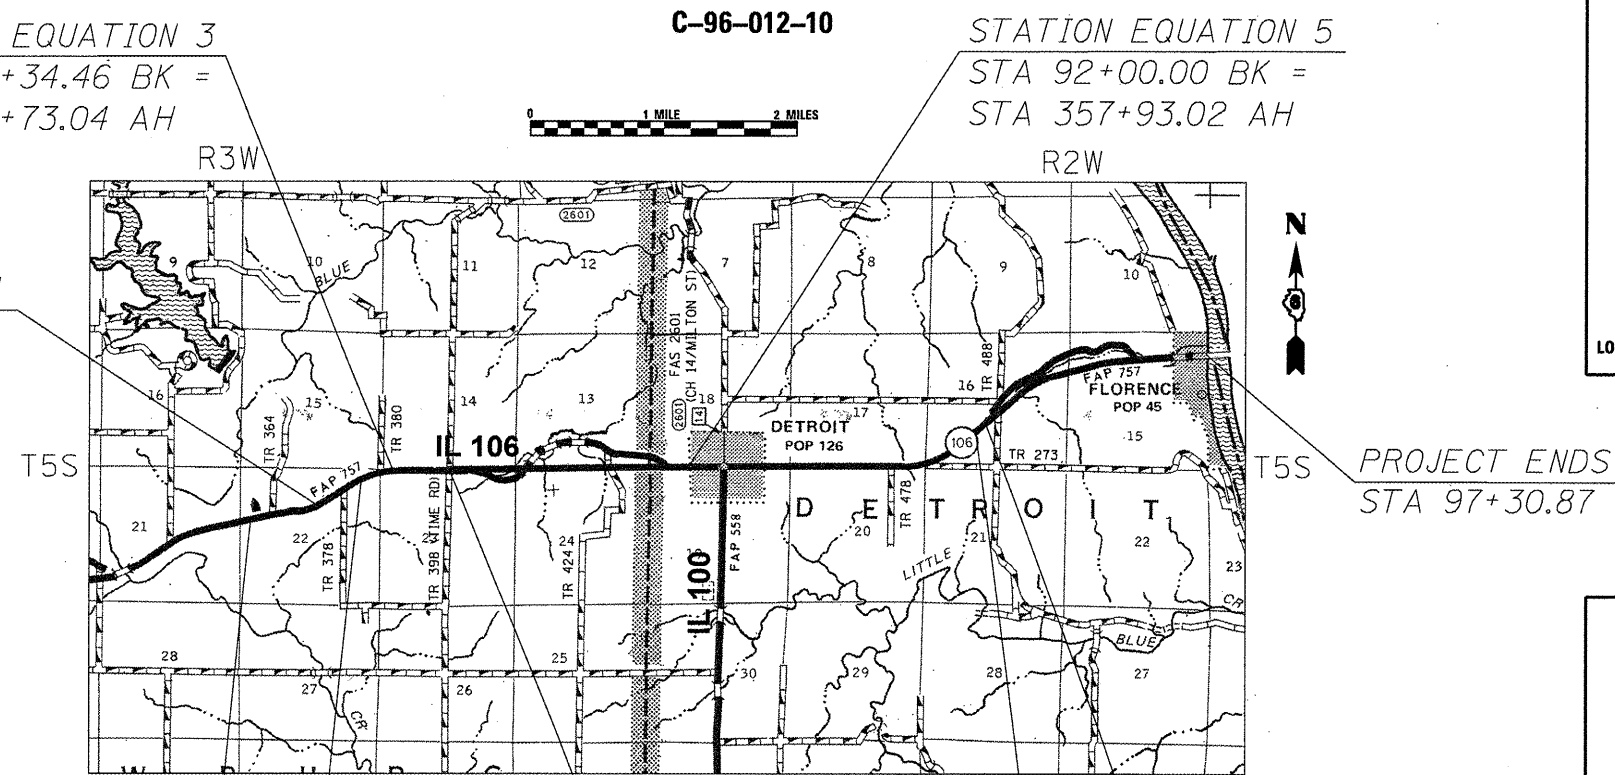 C-96-012-10
EQUATION 3
+34.46 BK =
+73.04 AH
STATION EQUATION 5
STA 92+00.00 BK =
STA 357+93.02 AH
0 1 MILE 2 MILES
R3W
R2W
N
LO
2601
9
10
BLUE
11
12
7
8
9
10
FAS 2601
(CH 14/MILTON ST)
2601
14
16
15
14
13
18
17
16
15
TR 364
TR 380
TR 488
FAP 757
FLORENCE
POP 45
DETROIT
POP 126
IL 106
106
TR 273
T5S
T5S
FAP 757
PROJECT ENDS
STA 97+30.87
DETROIT
21
22
24
20
21
22
23
TR 378
TR 424
TR 478
FAP 558
IL 100
LITTLE
BLUE
CR
28
27
26
25
30
29
28
27
CR